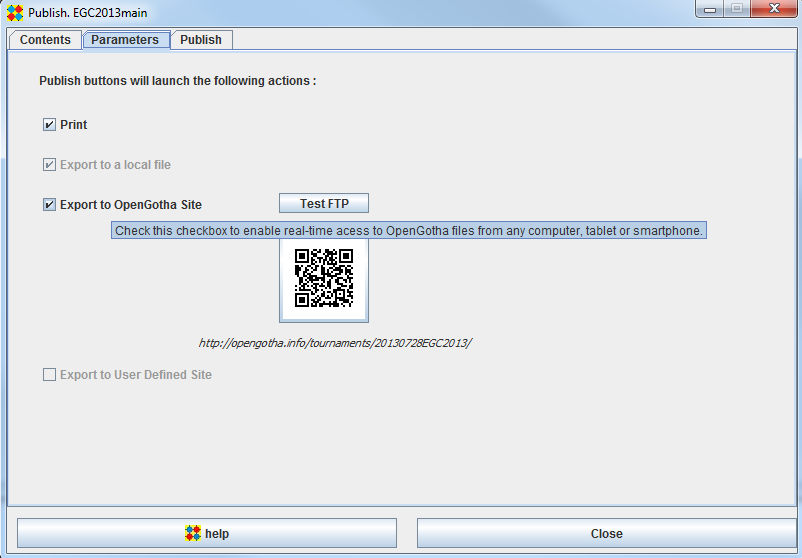 Publish. EGC2013main
Contents Parameters Publish
Publish buttons will launch the following actions :
Print
Export to a local file
Export to OpenGotha Site Test FTP
Check this checkbox to enable real-time acess to OpenGotha files from any computer, tablet or smartphone.
http://opengotha.info/tournaments/20130728EGC2013/
Export to User Defined Site
help Close